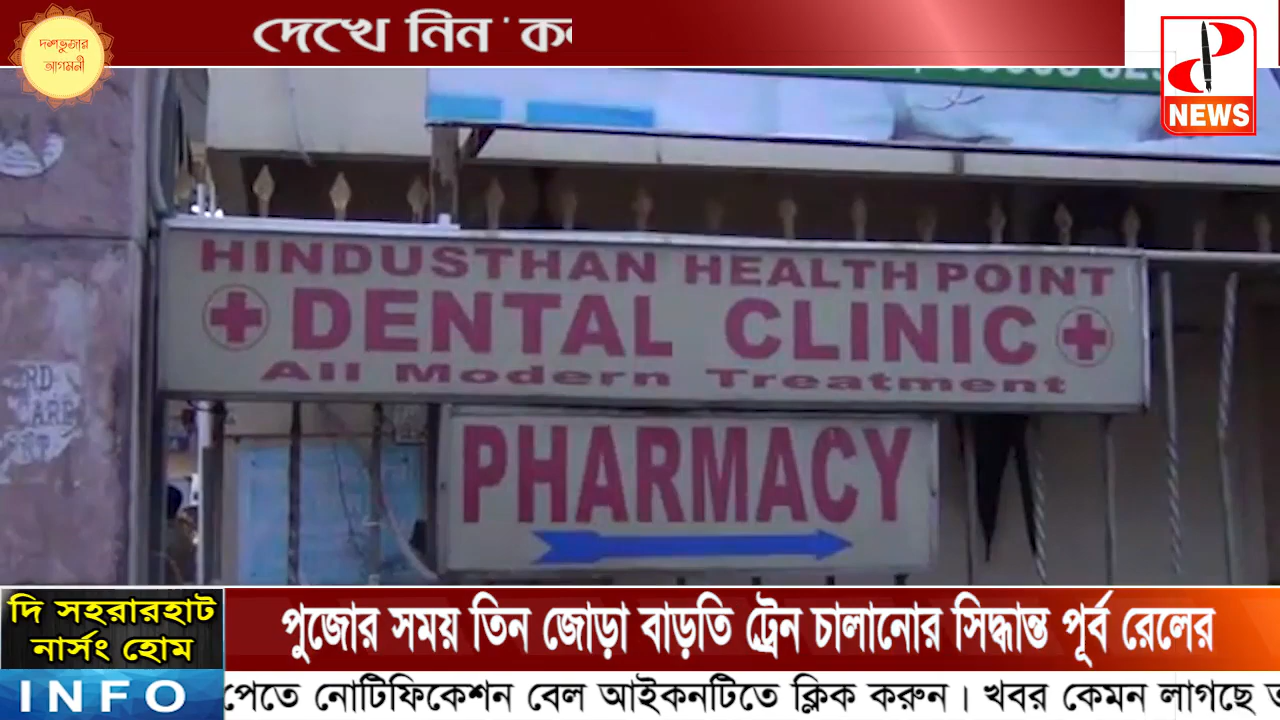 দশভুজার
আগমনী
দেখে নিন
NEWS
HINDUSTHAN HEALTH POINT
DENTAL CLINIC
All Modern Treatment
PHARMACY
দি সহরারহাট
নার্সিং হোম
পুজোর সময় তিন জোড়া বাড়তি ট্রেন চালানোর সিদ্ধান্ত পূর্ব রেলের
INFO
পেতে নোটিফিকেশন বেল আইকনটিতে ক্লিক করুন। খবর কেমন লাগছে